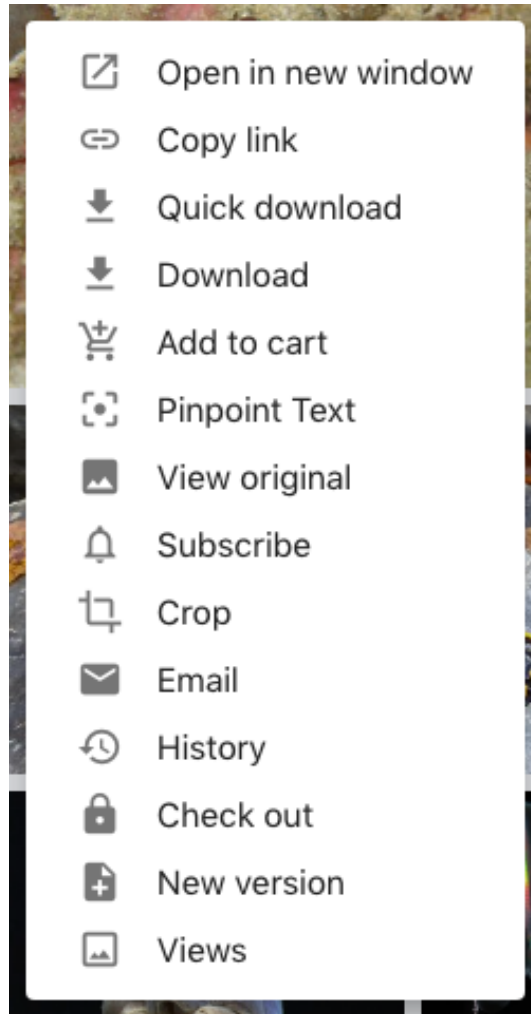 Open in new window
Copy link
Quick download
Download
Add to cart
Pinpoint Text
View original
Subscribe
Crop
Email
History
Check out
New version
Views